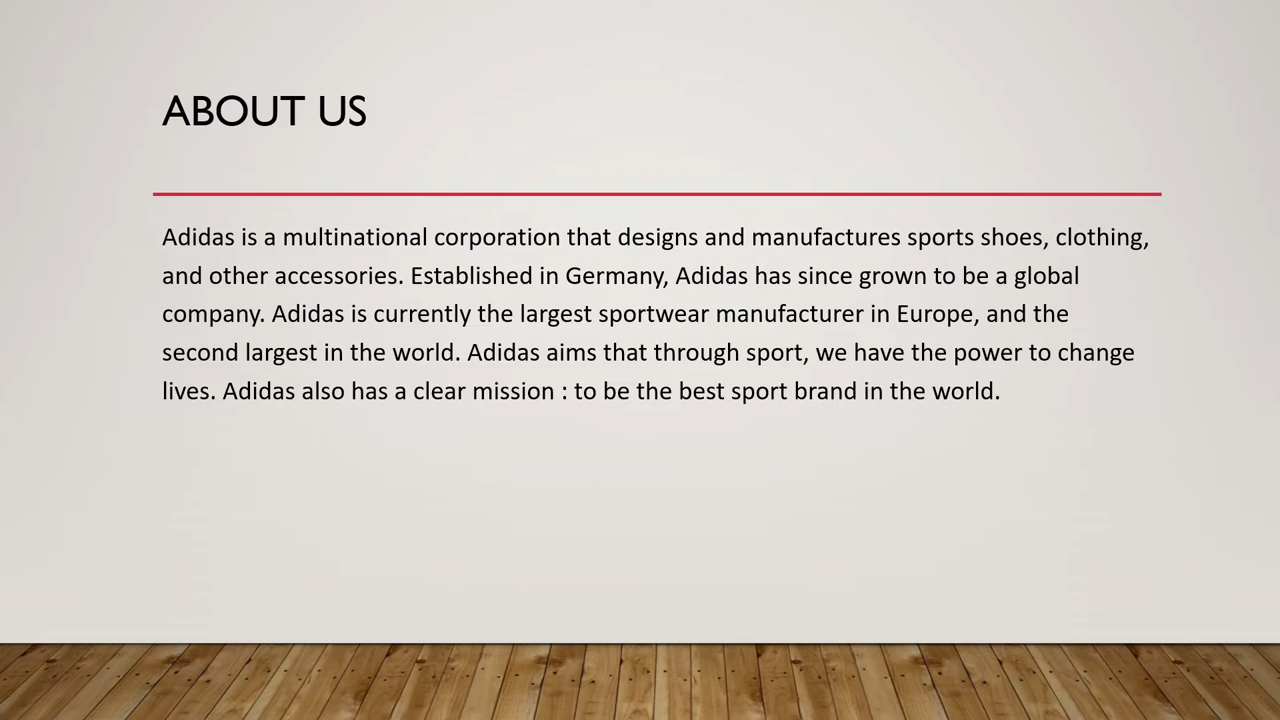 ABOUT US
Adidas is a multinational corporation that designs and manufactures sports shoes, clothing,
and other accessories. Established in Germany, Adidas has since grown to be a global
company. Adidas is currently the largest sportwear manufacturer in Europe, and the
second largest in the world. Adidas aims that through sport, we have the power to change
lives. Adidas also has a clear mission : to be the best sport brand in the world.